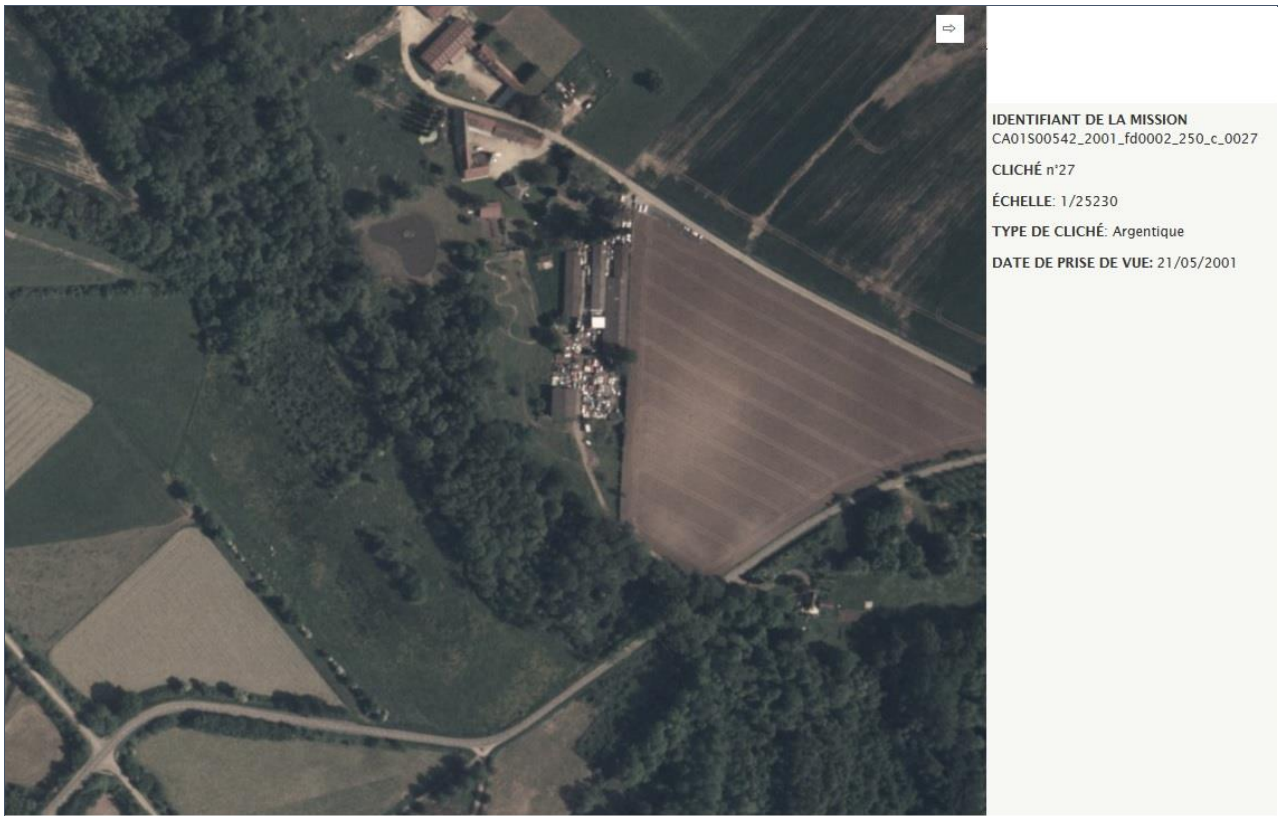 ⇨
IDENTIFIANT DE LA MISSION
CA01S00542_2001_fd0002_250_c_0027
CLICHÉ n°27
ÉCHELLE: 1/25230
TYPE DE CLICHÉ: Argentique
DATE DE PRISE DE VUE: 21/05/2001